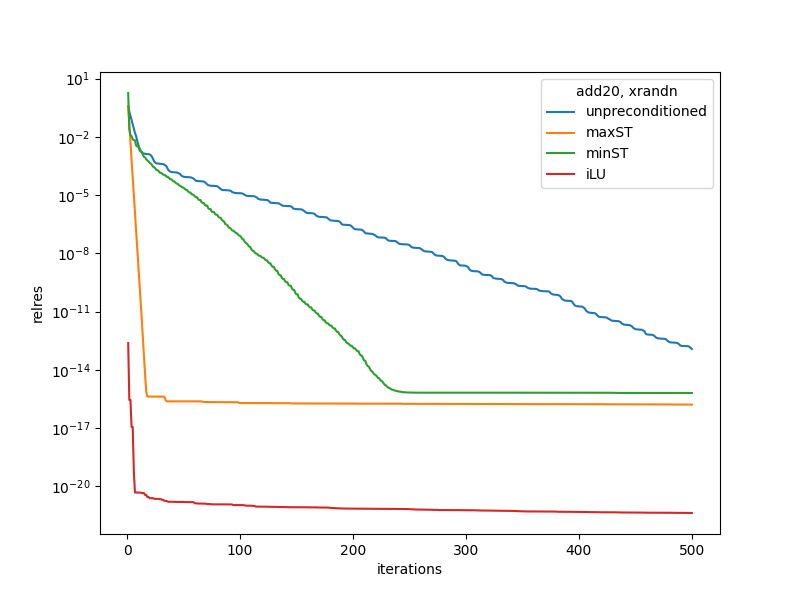 add20, xrandn
unpreconditioned
maxST
minST
iLU
10^1
10^-2
10^-5
10^-8
10^-11
10^-14
10^-17
10^-20
relres
0 100 200 300 400 500
iterations